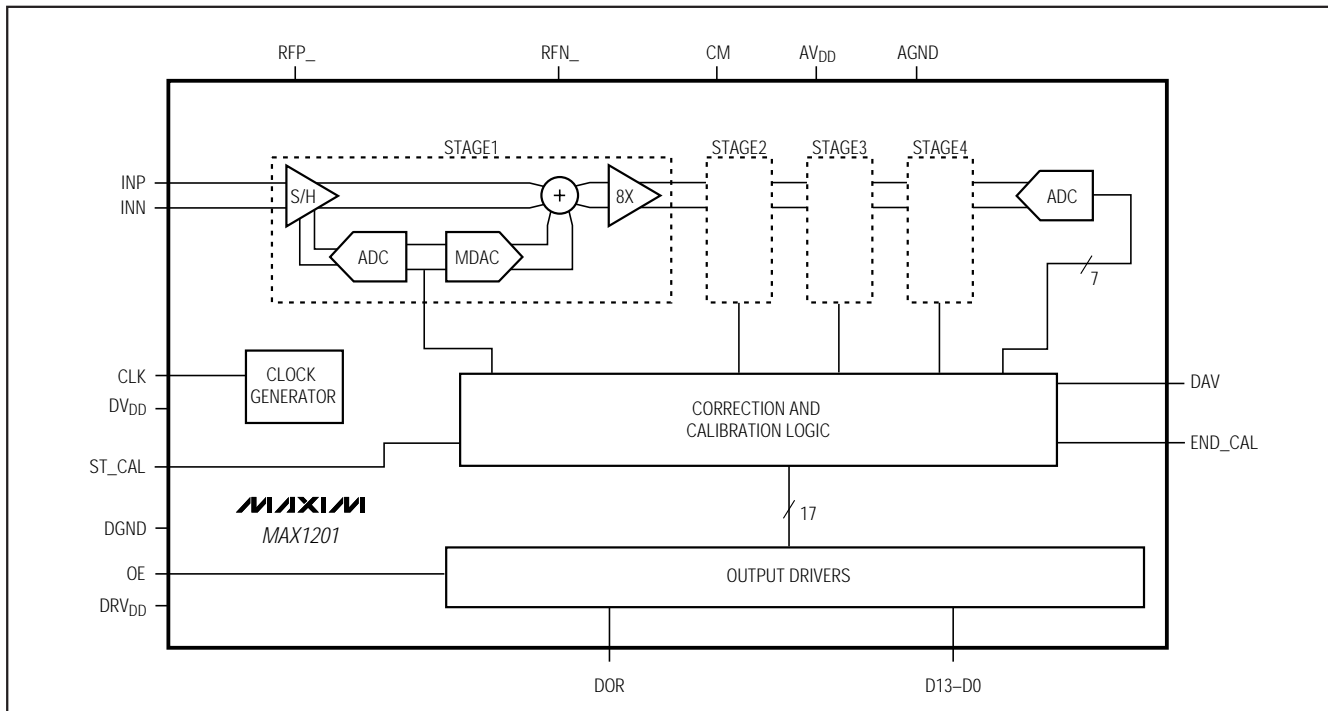 RFP_ RFN_ CM AVDD AGND
STAGE1 STAGE2 STAGE3 STAGE4
INP
INN
S/H
+
8X
ADC
ADC
MDAC
7
CLK
CLOCK
GENERATOR
DVDD
ST_CAL
CORRECTION AND
CALIBRATION LOGIC
DAV
END_CAL
MAXIM
MAX1201
17
DGND
OE
OUTPUT DRIVERS
DRVDD
DOR
D13–D0